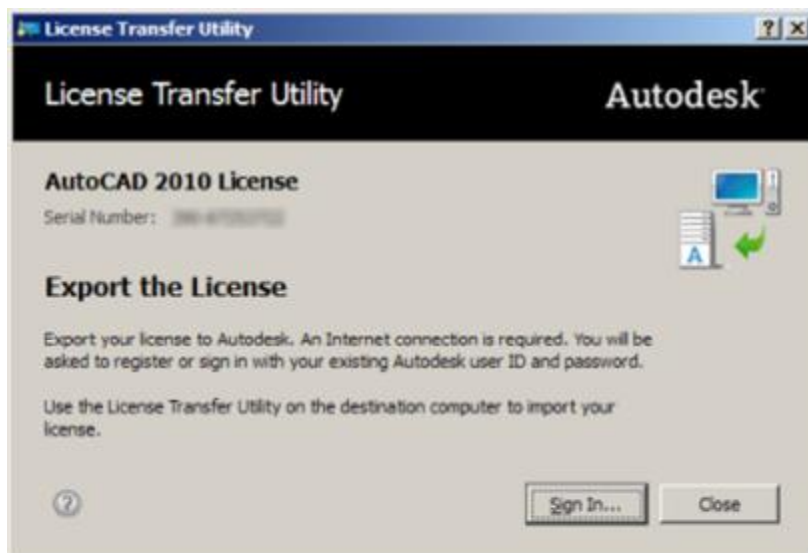 License Transfer Utility
License Transfer Utility
Autodesk
AutoCAD 2010 License
Serial Number:
Export the License
Export your license to Autodesk. An Internet connection is required. You will be
asked to register or sign in with your existing Autodesk user ID and password.
Use the License Transfer Utility on the destination computer to import your
license.
Sign In...
Close